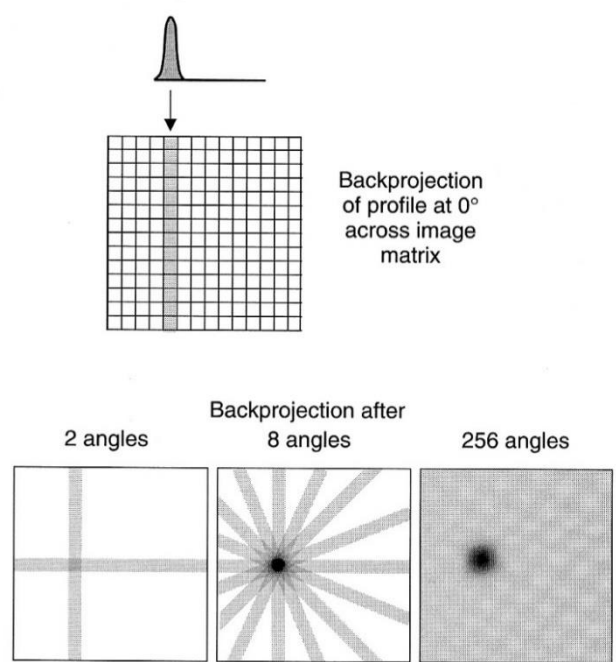 Backprojection
of profile at 0°
across image
matrix
Backprojection after
2 angles 8 angles 256 angles